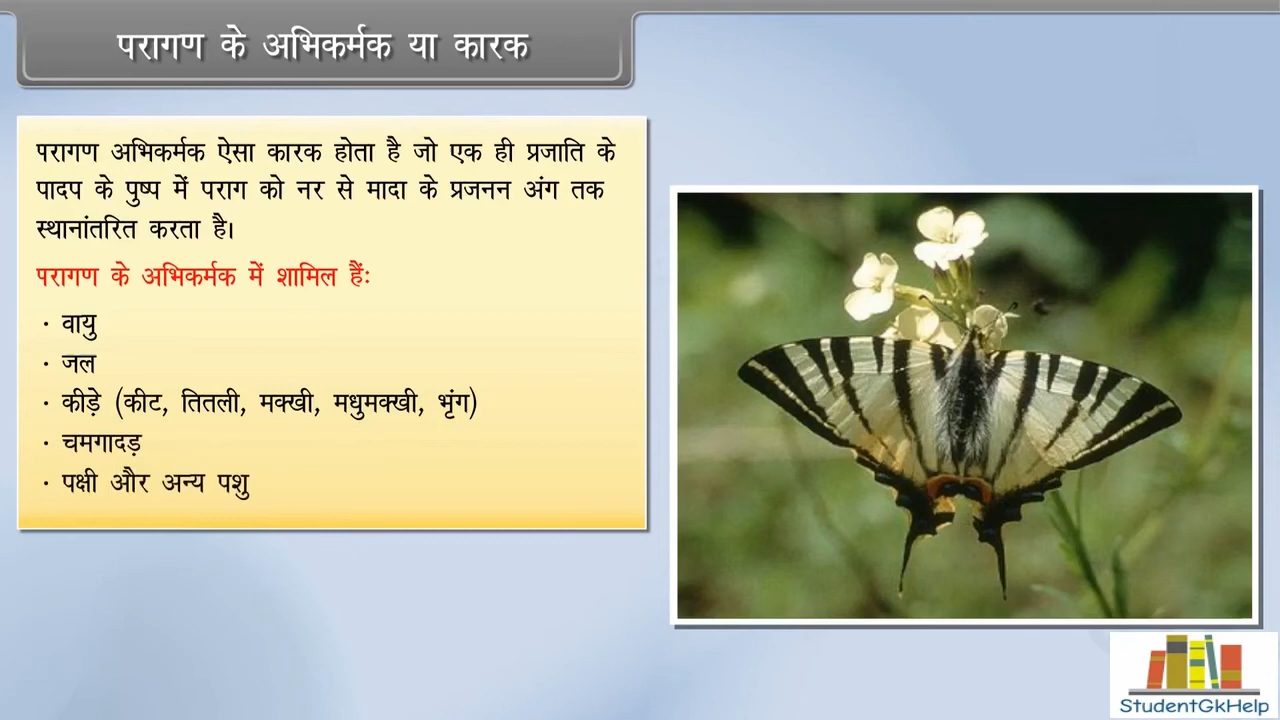 परागण के अभिकर्मक या कारक
परागण अभिकर्मक ऐसा कारक होता है जो एक ही प्रजाति के
पादप के पुष्प में पराग को नर से मादा के प्रजनन अंग तक
स्थानांतरित करता है।
परागण के अभिकर्मक में शामिल हैंः
· वायु
· जल
· कीड़े (कीट, तितली, मक्खी, मधुमक्खी, भृंग)
· चमगादड़
· पक्षी और अन्य पशु
StudentGkHelp